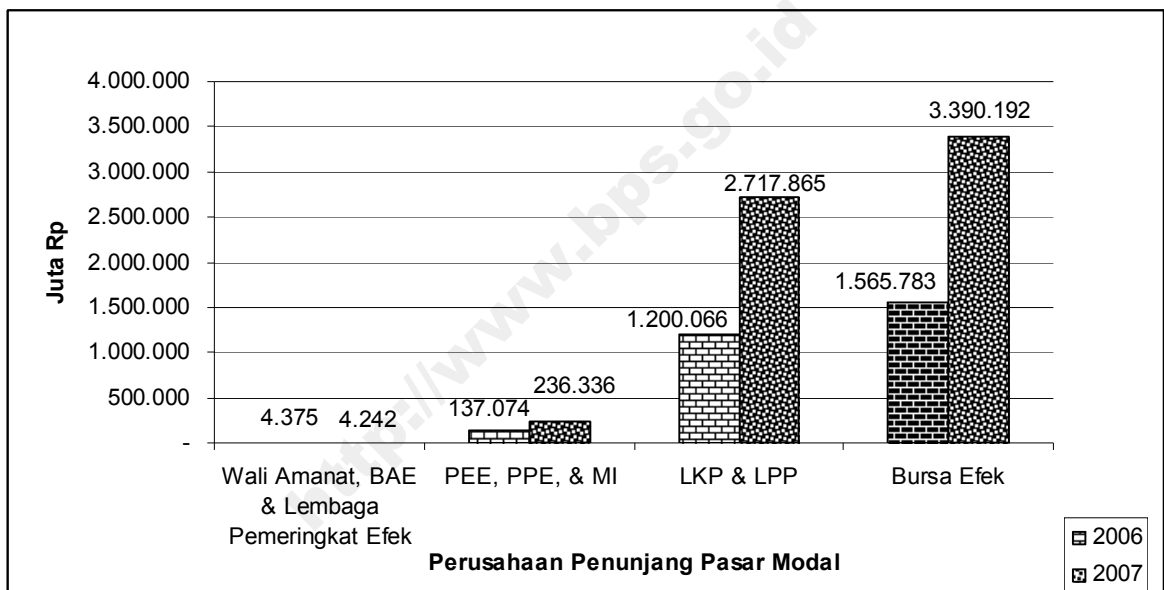 4.000.000
3.500.000
3.000.000
2.500.000
2.000.000
1.500.000
1.000.000
500.000
-
Juta Rp
4.375
4.242
137.074
236.336
1.200.066
2.717.865
1.565.783
3.390.192
Wali Amanat, BAE
& Lembaga
Pemeringkat Efek
PEE, PPE, & MI
LKP & LPP
Bursa Efek
Perusahaan Penunjang Pasar Modal
2006
2007
http://www.bps.go.id